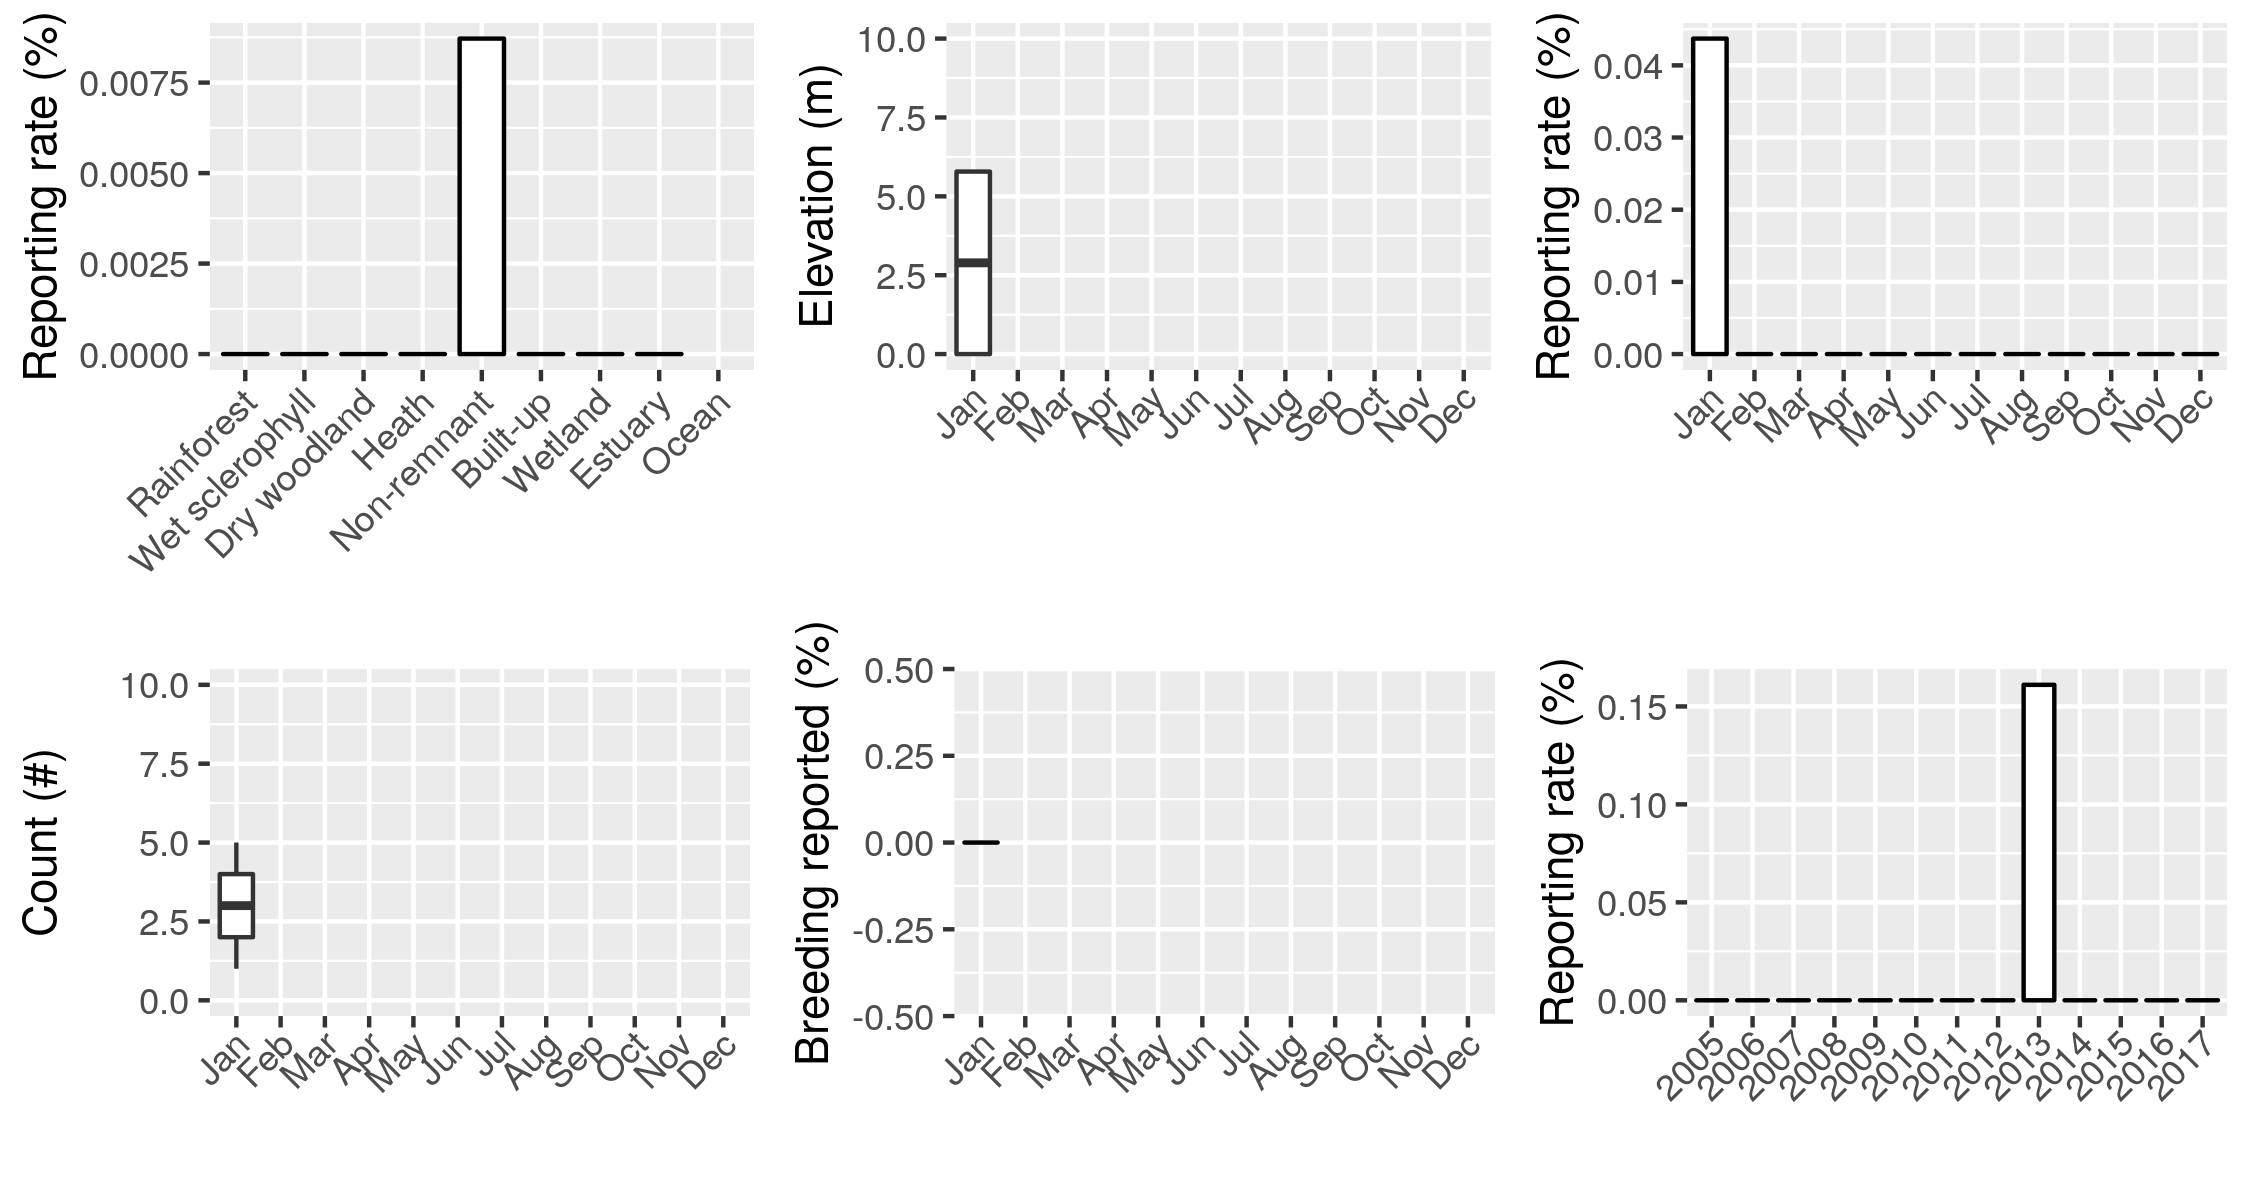 Reporting rate (%)
0.0075
0.0050
0.0025
0.0000
Rainforest
Wet sclerophyll
Dry woodland
Heath
Non-remnant
Built-up
Wetland
Estuary
Ocean
Elevation (m)
10.0
7.5
5.0
2.5
0.0
Jan
Feb
Mar
Apr
May
Jun
Jul
Aug
Sep
Oct
Nov
Dec
Reporting rate (%)
0.04
0.03
0.02
0.01
0.00
Jan
Feb
Mar
Apr
May
Jun
Jul
Aug
Sep
Oct
Nov
Dec
Count (#)
10.0
7.5
5.0
2.5
0.0
Jan
Feb
Mar
Apr
May
Jun
Jul
Aug
Sep
Oct
Nov
Dec
Breeding reported (%)
0.50
0.25
0.00
-0.25
-0.50
Jan
Feb
Mar
Apr
May
Jun
Jul
Aug
Sep
Oct
Nov
Dec
Reporting rate (%)
0.15
0.10
0.05
0.00
2005
2006
2007
2008
2009
2010
2011
2012
2013
2014
2015
2016
2017